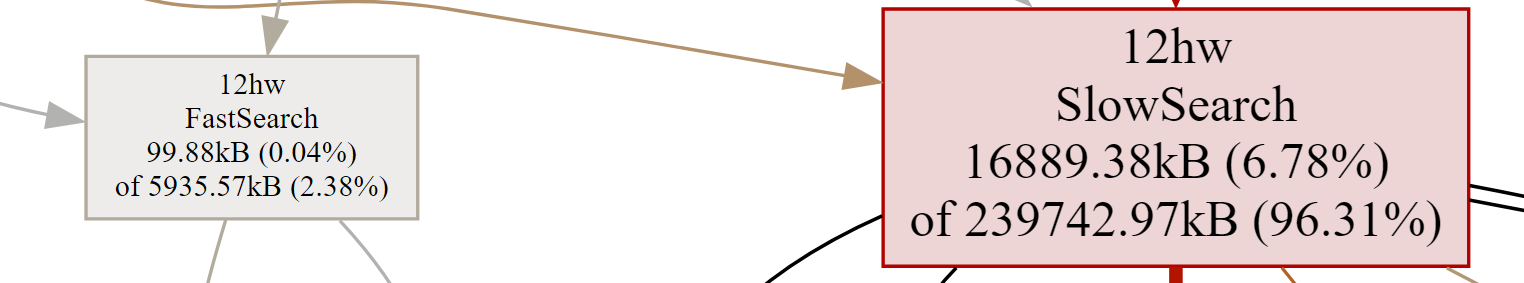 12hw
FastSearch
99.88kB (0.04%)
of 5935.57kB (2.38%)
12hw
SlowSearch
16889.38kB (6.78%)
of 239742.97kB (96.31%)